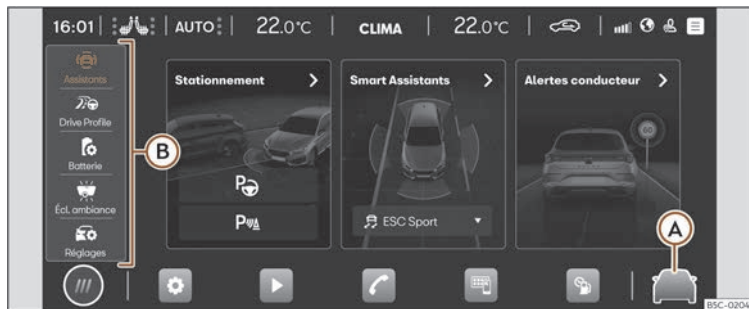 16:01 AUTO 22.0°C CLIMA 22.0°C
Assistants
Drive Profile
Batterie
Écl. ambiance
Réglages
B
Stationnement
P
P
Smart Assistants
ESC Sport
Alertes conducteur
60
A
B5C-0204